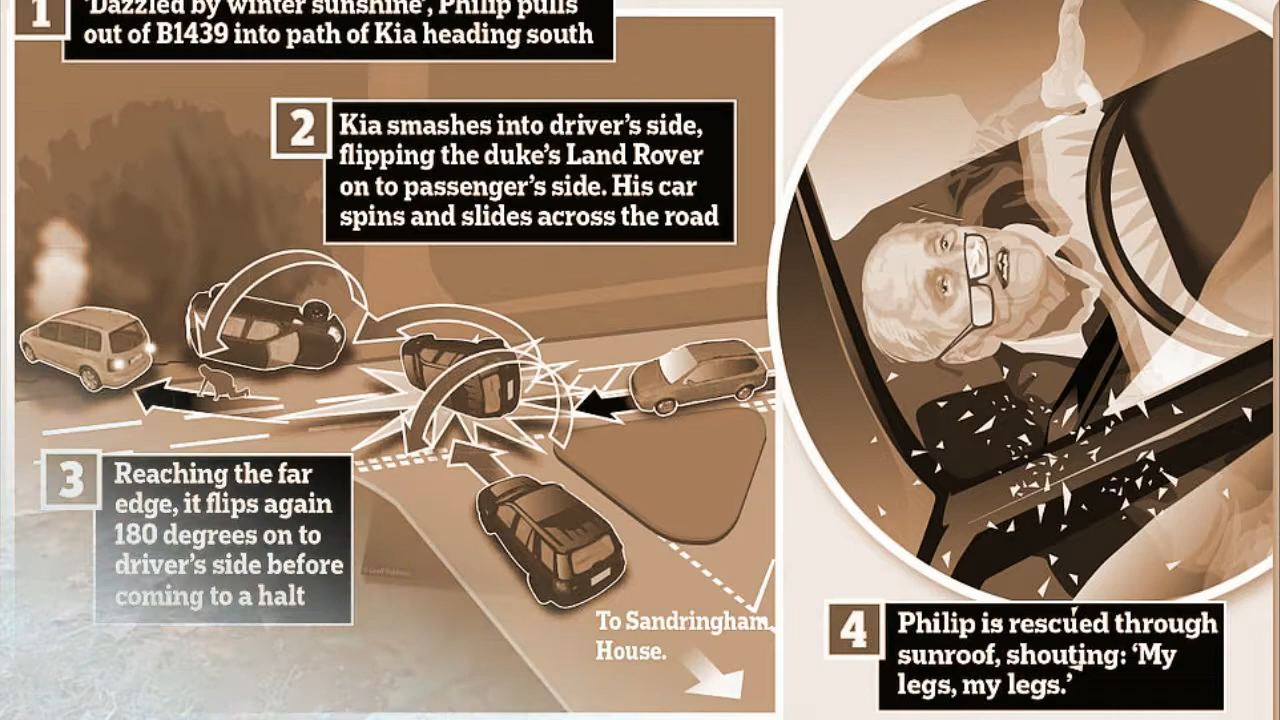 1
'Dazzled by winter sunshine', Philip pulls
out of B1439 into path of Kia heading south
2
Kia smashes into driver's side,
flipping the duke's Land Rover
on to passenger's side. His car
spins and slides across the road
3
Reaching the far
edge, it flips again
180 degrees on to
driver's side before
coming to a halt
To Sandringham
House.
4
Philip is rescued through
sunroof, shouting: 'My
legs, my legs.'